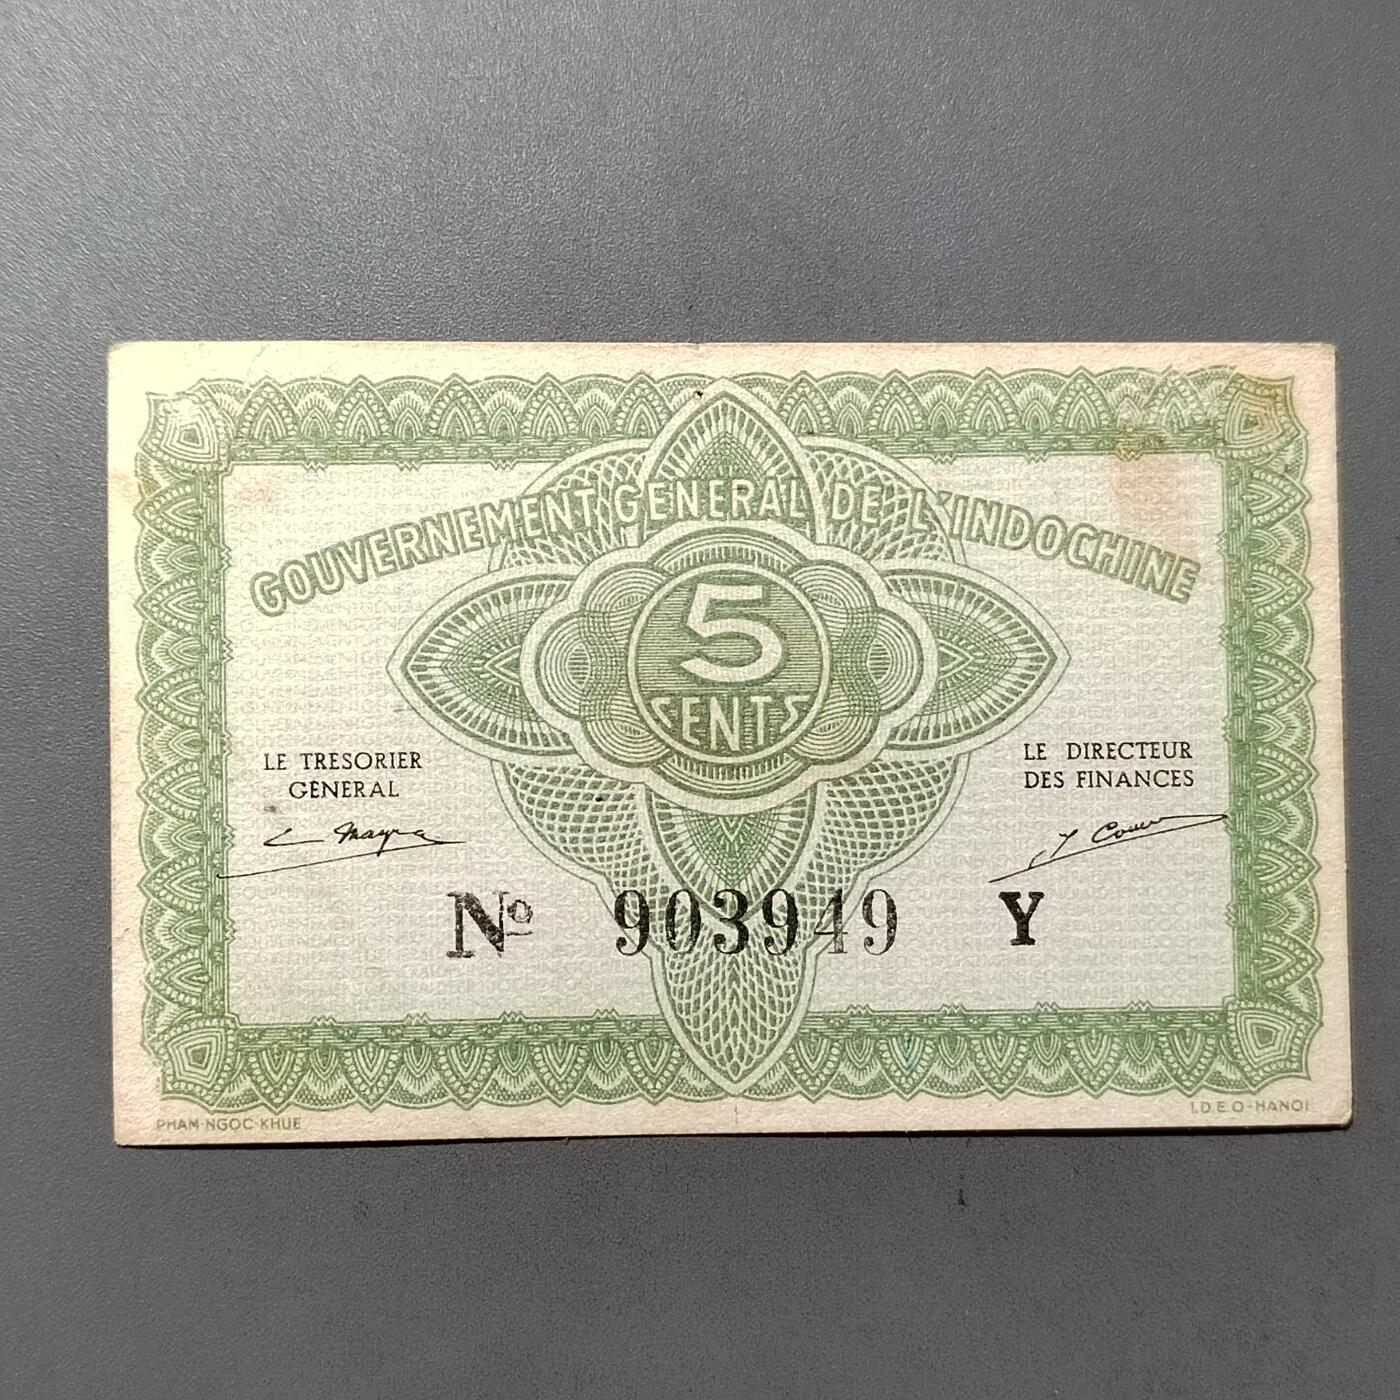 GOUVERNEMENT GENERAL DE L'INDOCHINE
5
CENTS
LE TRESORIER
GENERAL
LE DIRECTEUR
DES FINANCES
No 903949 Y
PHAM-NGOC-KHUE
I.D.E.O-HANOI